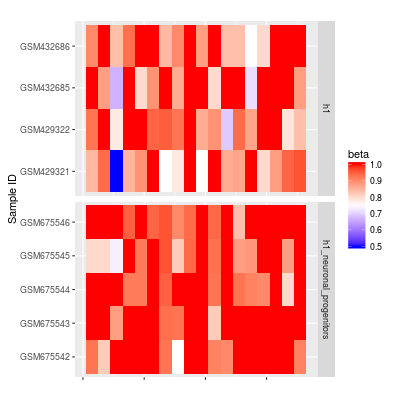 Sample ID
GSM432686
GSM432685
GSM429322
GSM429321
h1
GSM675546
GSM675545
GSM675544
GSM675543
GSM675542
h1_neuronal_progenitors
beta
1.0
0.9
0.8
0.7
0.6
0.5